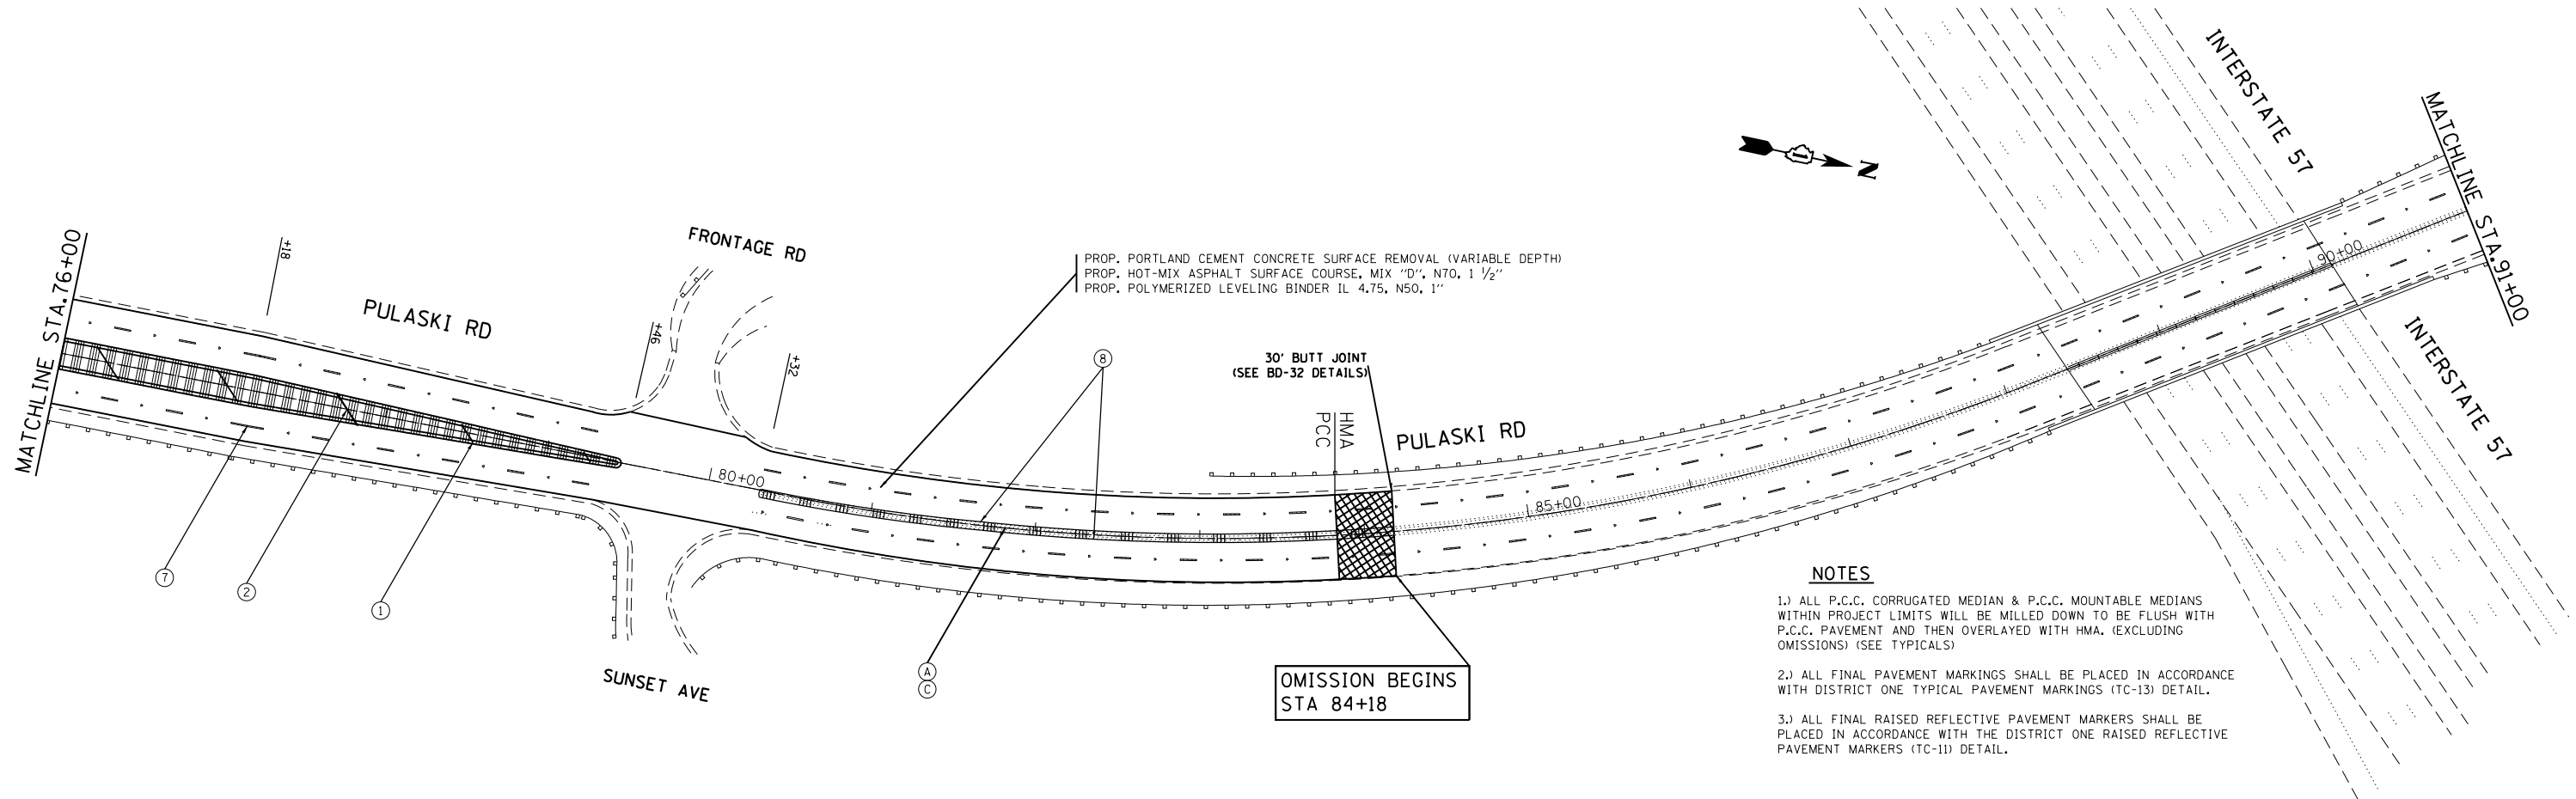 MATCHLINE STA.76+00
+18
PULASKI RD
FRONTAGE RD
+46
+32
80+00
7
2
1
SUNSET AVE
PROP. PORTLAND CEMENT CONCRETE SURFACE REMOVAL (VARIABLE DEPTH)
PROP. HOT-MIX ASPHALT SURFACE COURSE, MIX "D", N70, 1 1/2"
PROP. POLYMERIZED LEVELING BINDER IL 4.75, N50, 1"
8
30' BUTT JOINT
(SEE BD-32 DETAILS)
HMA
PCC
PULASKI RD
A
C
OMISSION BEGINS
STA 84+18
85+00
N
INTERSTATE 57
90+00
MATCHLINE STA.91+00
INTERSTATE 57
NOTES
1.) ALL P.C.C. CORRUGATED MEDIAN & P.C.C. MOUNTABLE MEDIANS
WITHIN PROJECT LIMITS WILL BE MILLED DOWN TO BE FLUSH WITH
P.C.C. PAVEMENT AND THEN OVERLAYED WITH HMA. (EXCLUDING
OMISSIONS) (SEE TYPICALS)
2.) ALL FINAL PAVEMENT MARKINGS SHALL BE PLACED IN ACCORDANCE
WITH DISTRICT ONE TYPICAL PAVEMENT MARKINGS (TC-13) DETAIL.
3.) ALL FINAL RAISED REFLECTIVE PAVEMENT MARKERS SHALL BE
PLACED IN ACCORDANCE WITH THE DISTRICT ONE RAISED REFLECTIVE
PAVEMENT MARKERS (TC-11) DETAIL.